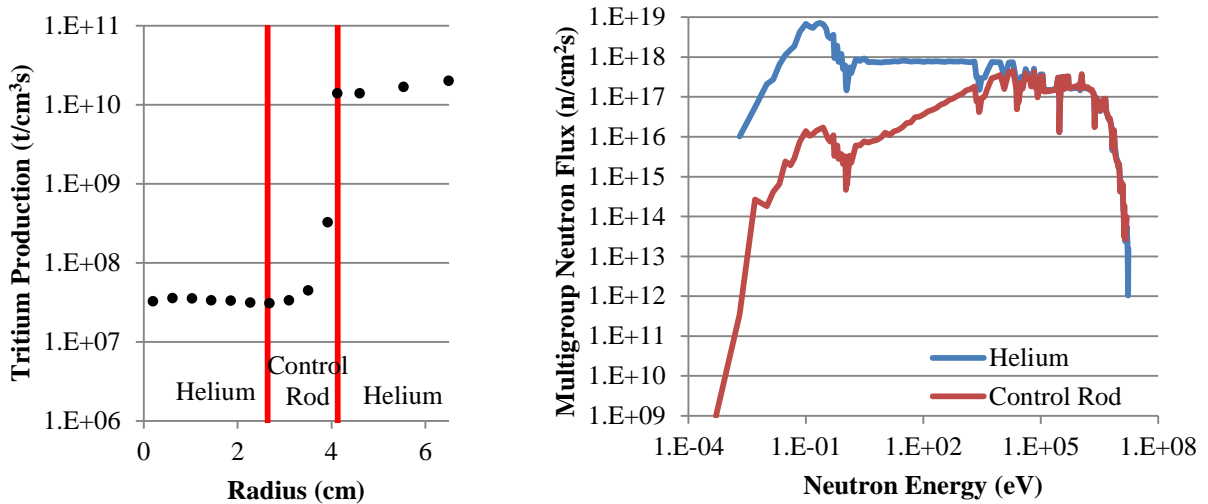 Tritium Production (t/cm³s)
1.E+11
1.E+10
1.E+09
1.E+08
1.E+07
1.E+06
Helium
Control
Rod
Helium
0
2
4
6
Radius (cm)
Multigroup Neutron Flux (n/cm²s)
1.E+19
1.E+18
1.E+17
1.E+16
1.E+15
1.E+14
1.E+13
1.E+12
1.E+11
1.E+10
1.E+09
Helium
Control Rod
1.E-04
1.E-01
1.E+02
1.E+05
1.E+08
Neutron Energy (eV)